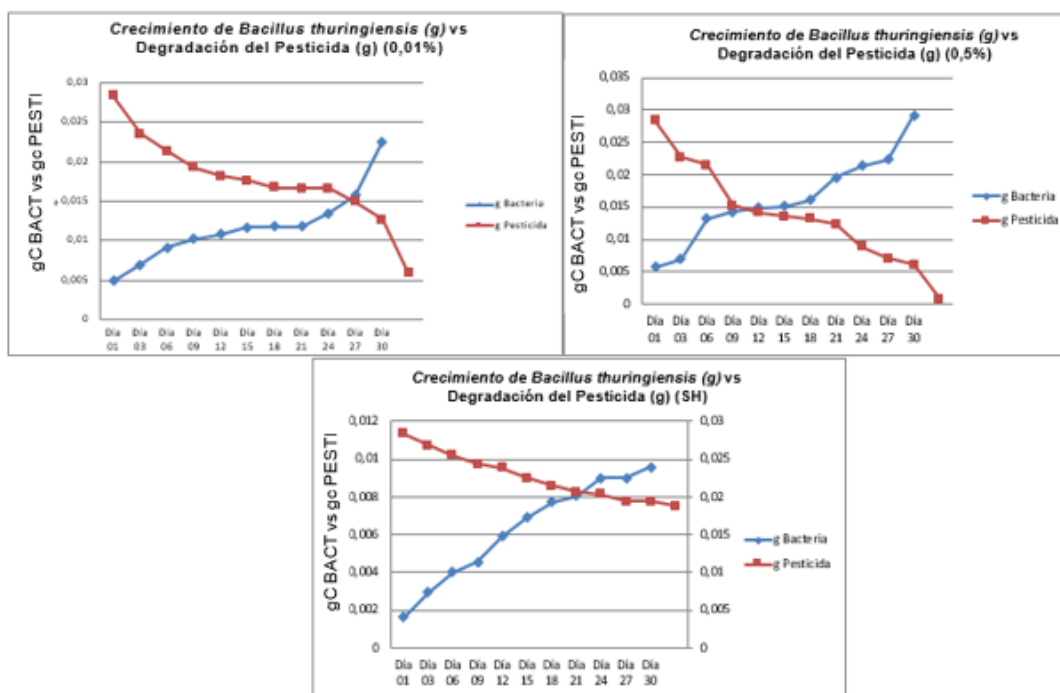 Crecimiento de Bacillus thuringiensis (g) vs
Degradación del Pesticida (g) (0,01%)
gC BACT vs gc PESTI
0,03
0,025
0,02
0,015
0,01
0,005
0
Día 01 Día 03 Día 06 Día 09 Día 12 Día 15 Día 18 Día 21 Día 24 Día 27 Día 30
g Bacteria
g Pesticida
Crecimiento de Bacillus thuringiensis (g) vs
Degradación del Pesticida (g) (0,5%)
gC BACT vs gc PESTI
0,035
0,03
0,025
0,02
0,015
0,01
0,005
0
Día 01 Día 03 Día 06 Día 09 Día 12 Día 15 Día 18 Día 21 Día 24 Día 27 Día 30
g Bacteria
g Pesticida
Crecimiento de Bacillus thuringiensis (g) vs
Degradación del Pesticida (g) (SH)
gC BACT vs gc PESTI
0,012
0,01
0,008
0,006
0,004
0,002
0
0,03
0,025
0,02
0,015
0,01
0,005
0
Día 01 Día 03 Día 06 Día 09 Día 12 Día 15 Día 18 Día 21 Día 24 Día 27 Día 30
g Bacteria
g Pesticida